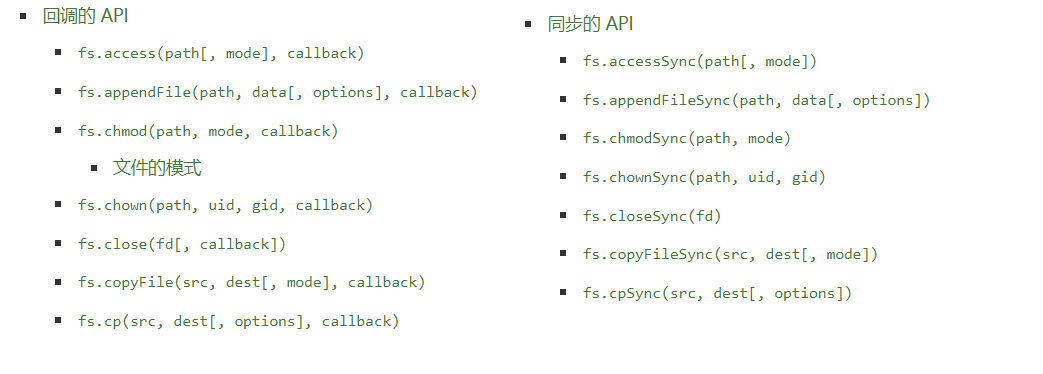 回调的 API
fs.access(path[, mode], callback)
fs.appendFile(path, data[, options], callback)
fs.chmod(path, mode, callback)
文件的模式
fs.chown(path, uid, gid, callback)
fs.close(fd[, callback])
fs.copyFile(src, dest[, mode], callback)
fs.cp(src, dest[, options], callback)
同步的 API
fs.accessSync(path[, mode])
fs.appendFileSync(path, data[, options])
fs.chmodSync(path, mode)
fs.chownSync(path, uid, gid)
fs.closeSync(fd)
fs.copyFileSync(src, dest[, mode])
fs.cpSync(src, dest[, options])